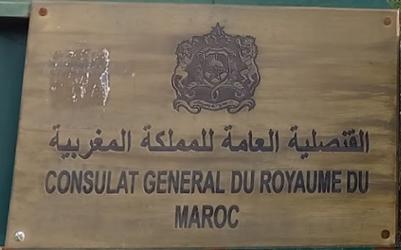 القنصلية العامة للمملكة المغربية
CONSULAT GENERAL DU ROYAUME DU
MAROC